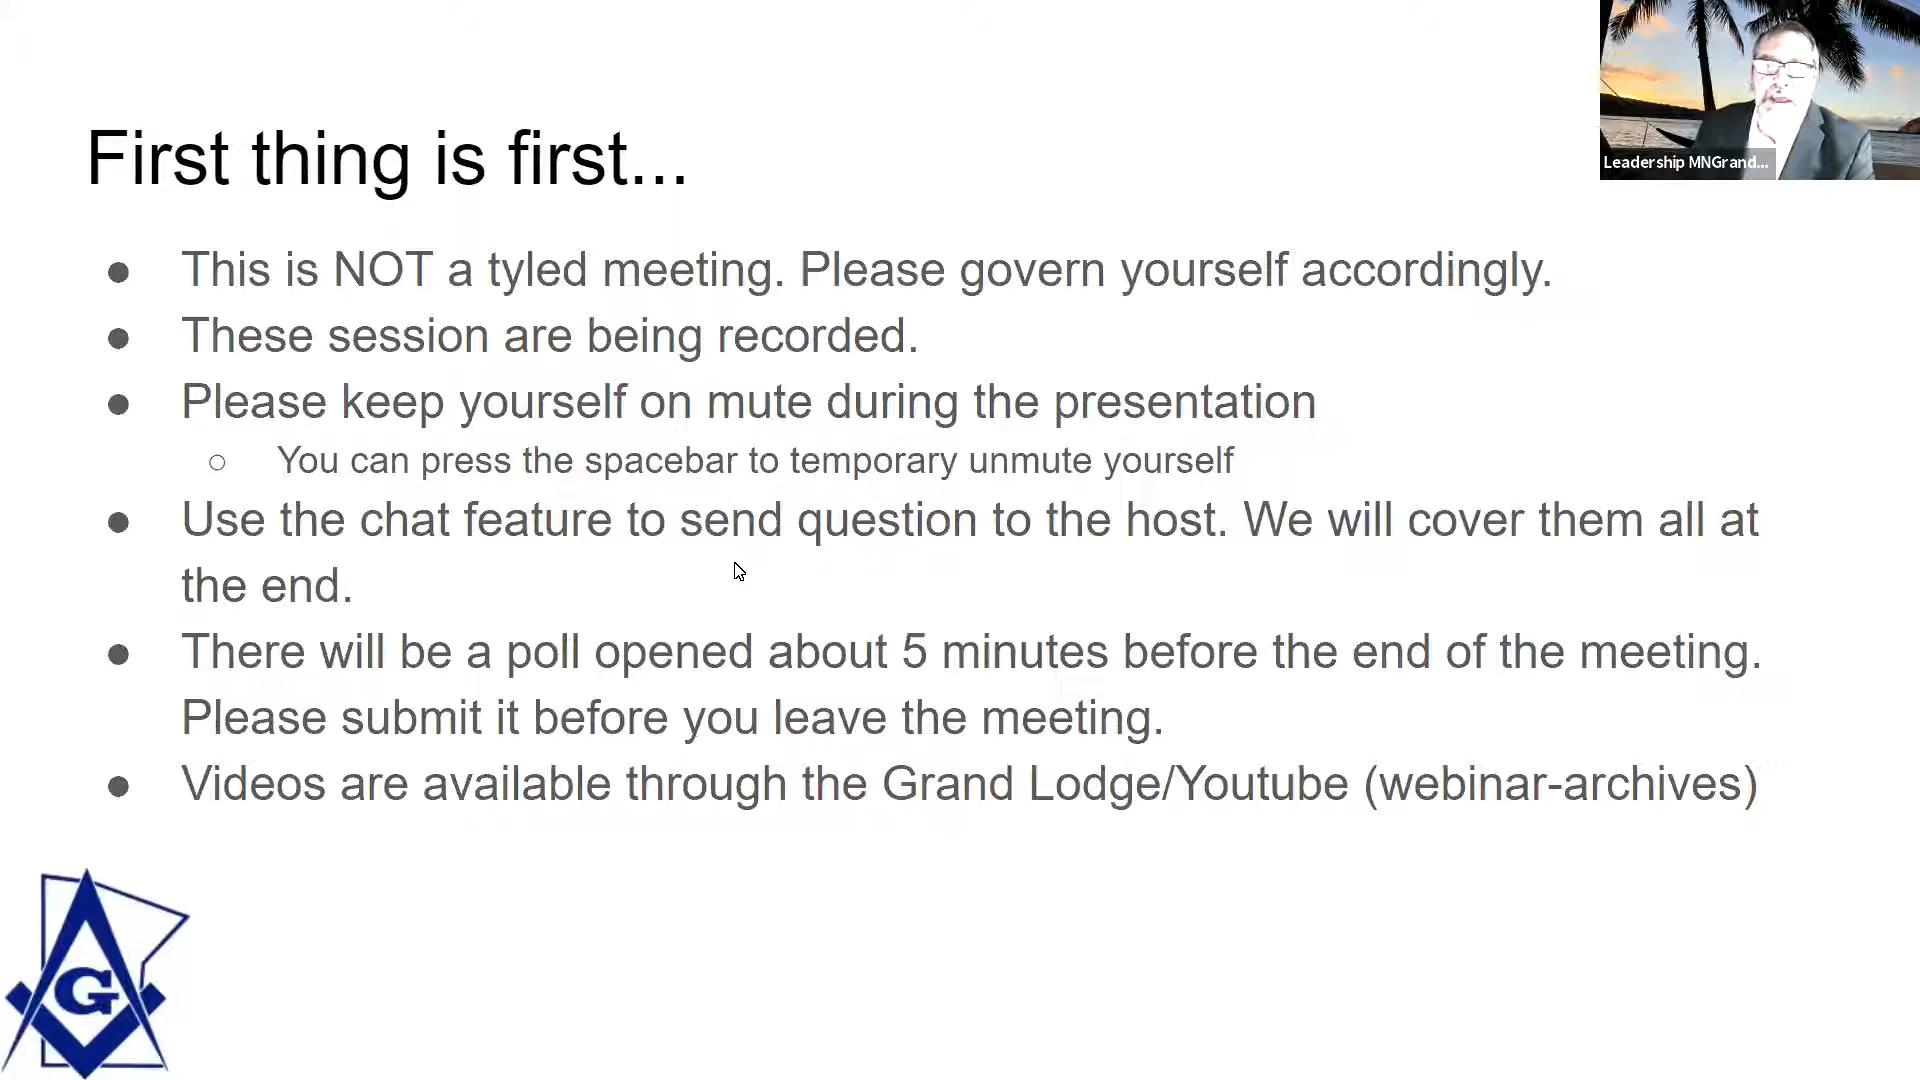 First thing is first...
Leadership MNGrand...
● This is NOT a tyled meeting. Please govern yourself accordingly.
● These session are being recorded.
● Please keep yourself on mute during the presentation
○ You can press the spacebar to temporary unmute yourself
● Use the chat feature to send question to the host. We will cover them all at
the end.
● There will be a poll opened about 5 minutes before the end of the meeting.
Please submit it before you leave the meeting.
● Videos are available through the Grand Lodge/Youtube (webinar-archives)
G